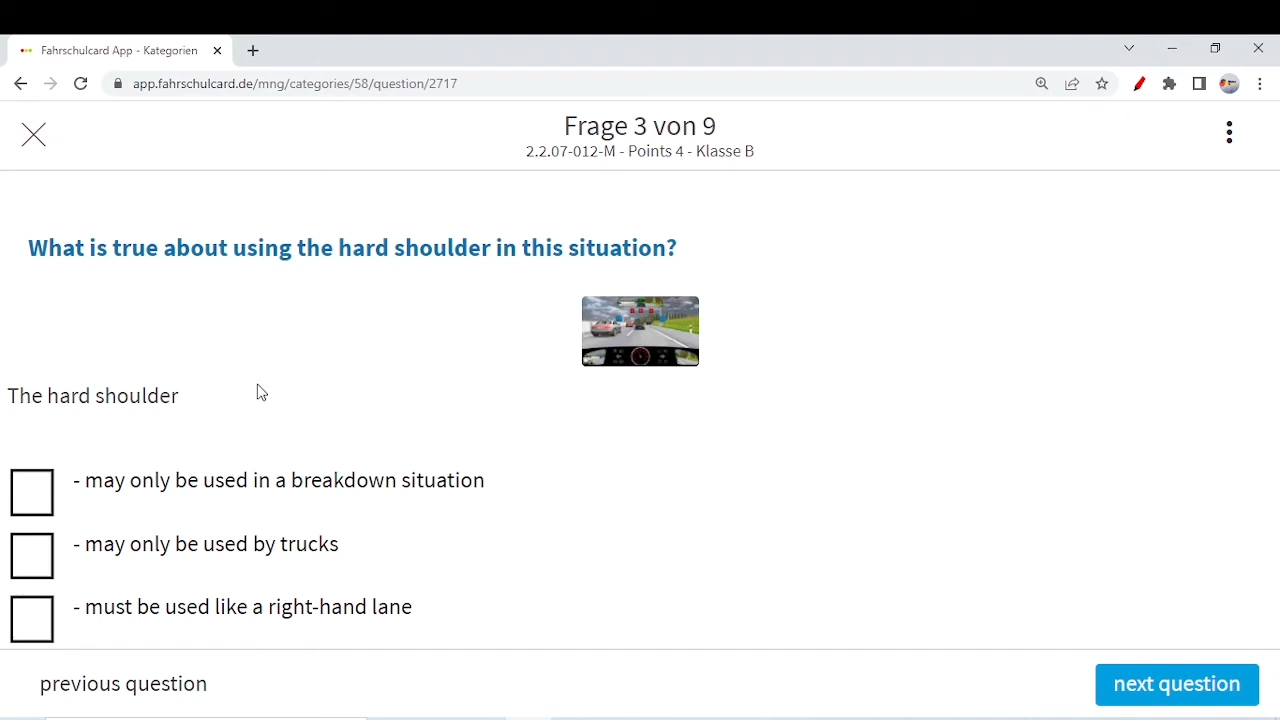 Fahrschulcard App - Kategorien
app.fahrschulcard.de/mng/categories/58/question/2717
Frage 3 von 9
2.2.07-012-M - Points 4 - Klasse B
What is true about using the hard shoulder in this situation?
The hard shoulder
- may only be used in a breakdown situation
- may only be used by trucks
- must be used like a right-hand lane
previous question
next question